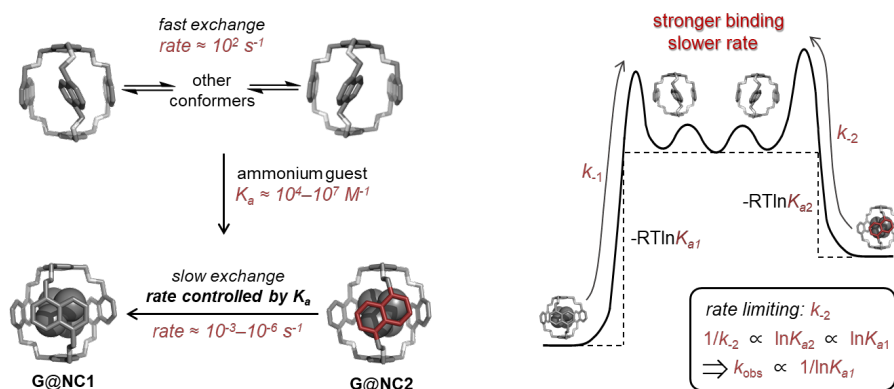 fast exchange
rate ≈ 10² s⁻¹
other
conformers
ammonium guest
Kₐ ≈ 10⁴–10⁷ M⁻¹
slow exchange
rate controlled by Kₐ
rate ≈ 10⁻³–10⁻⁶ s⁻¹
G@NC1
G@NC2
stronger binding
slower rate
k₋₁
k₋₂
-RTlnKₐ₁
-RTlnKₐ₂
rate limiting: k₋₂
1/k₋₂ ∝ lnKₐ₂ ∝ lnKₐ₁
⇒ kobs ∝ 1/lnKₐ₁